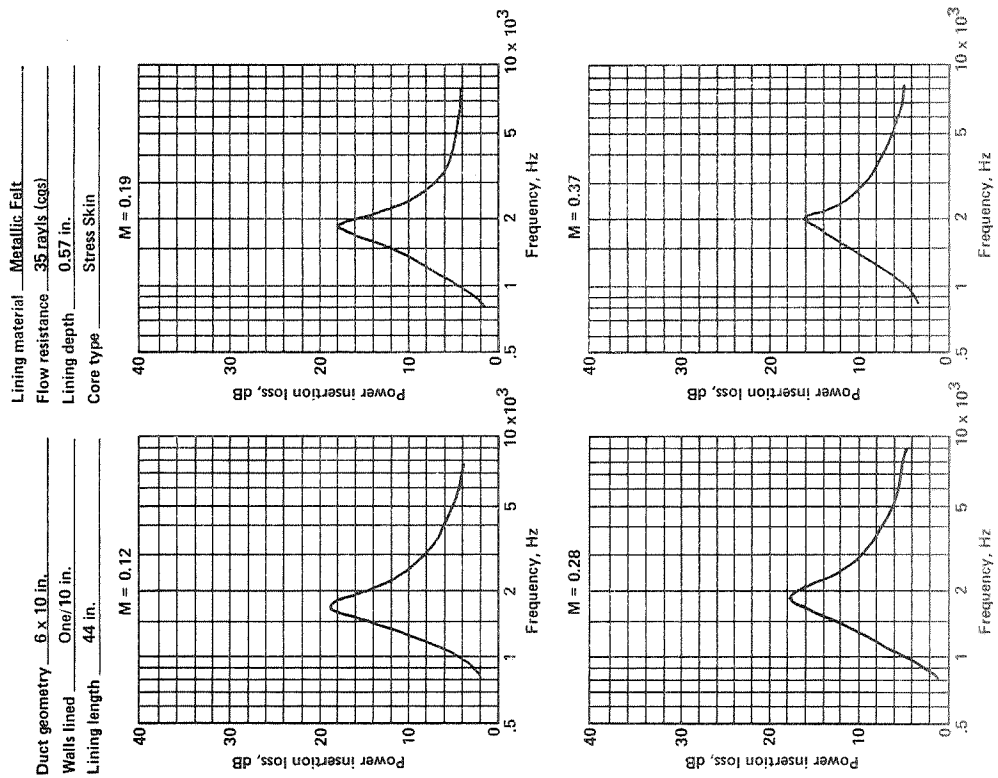 Duct geometry 6 x 10 in.
Walls lined One/10 in.
Lining length 44 in.
Lining material Metallic Felt
Flow resistance 35 rayls (cgs)
Lining depth 0.57 in.
Core type Stress Skin
M = 0.12
Power insertion loss, dB
40
30
20
10
0
.5
1
2
5
10 x 10³
Frequency, Hz
M = 0.19
Power insertion loss, dB
40
30
20
10
0
.5
1
2
5
10 x 10³
Frequency, Hz
M = 0.28
Power insertion loss, dB
40
30
20
10
0
.5
1
2
5
10 x 10³
Frequency, Hz
M = 0.37
Power insertion loss, dB
40
30
20
10
0
.5
1
2
5
10 x 10³
Frequency, Hz